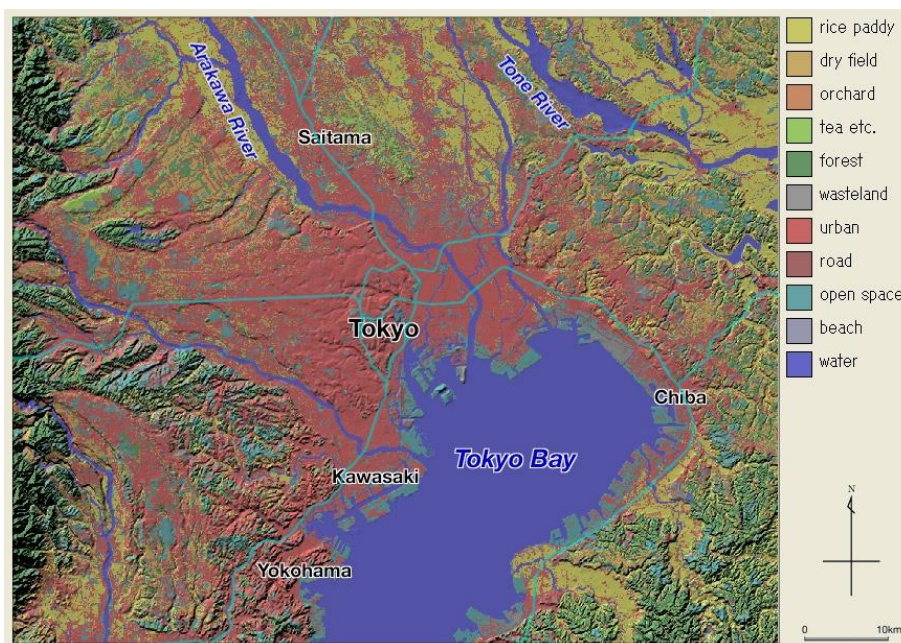 Arakawa River
Tone River
Saitama
Tokyo
Chiba
Tokyo Bay
Kawasaki
Yokohama
rice paddy
dry field
orchard
tea etc.
forest
wasteland
urban
road
open space
beach
water
N
0 10km